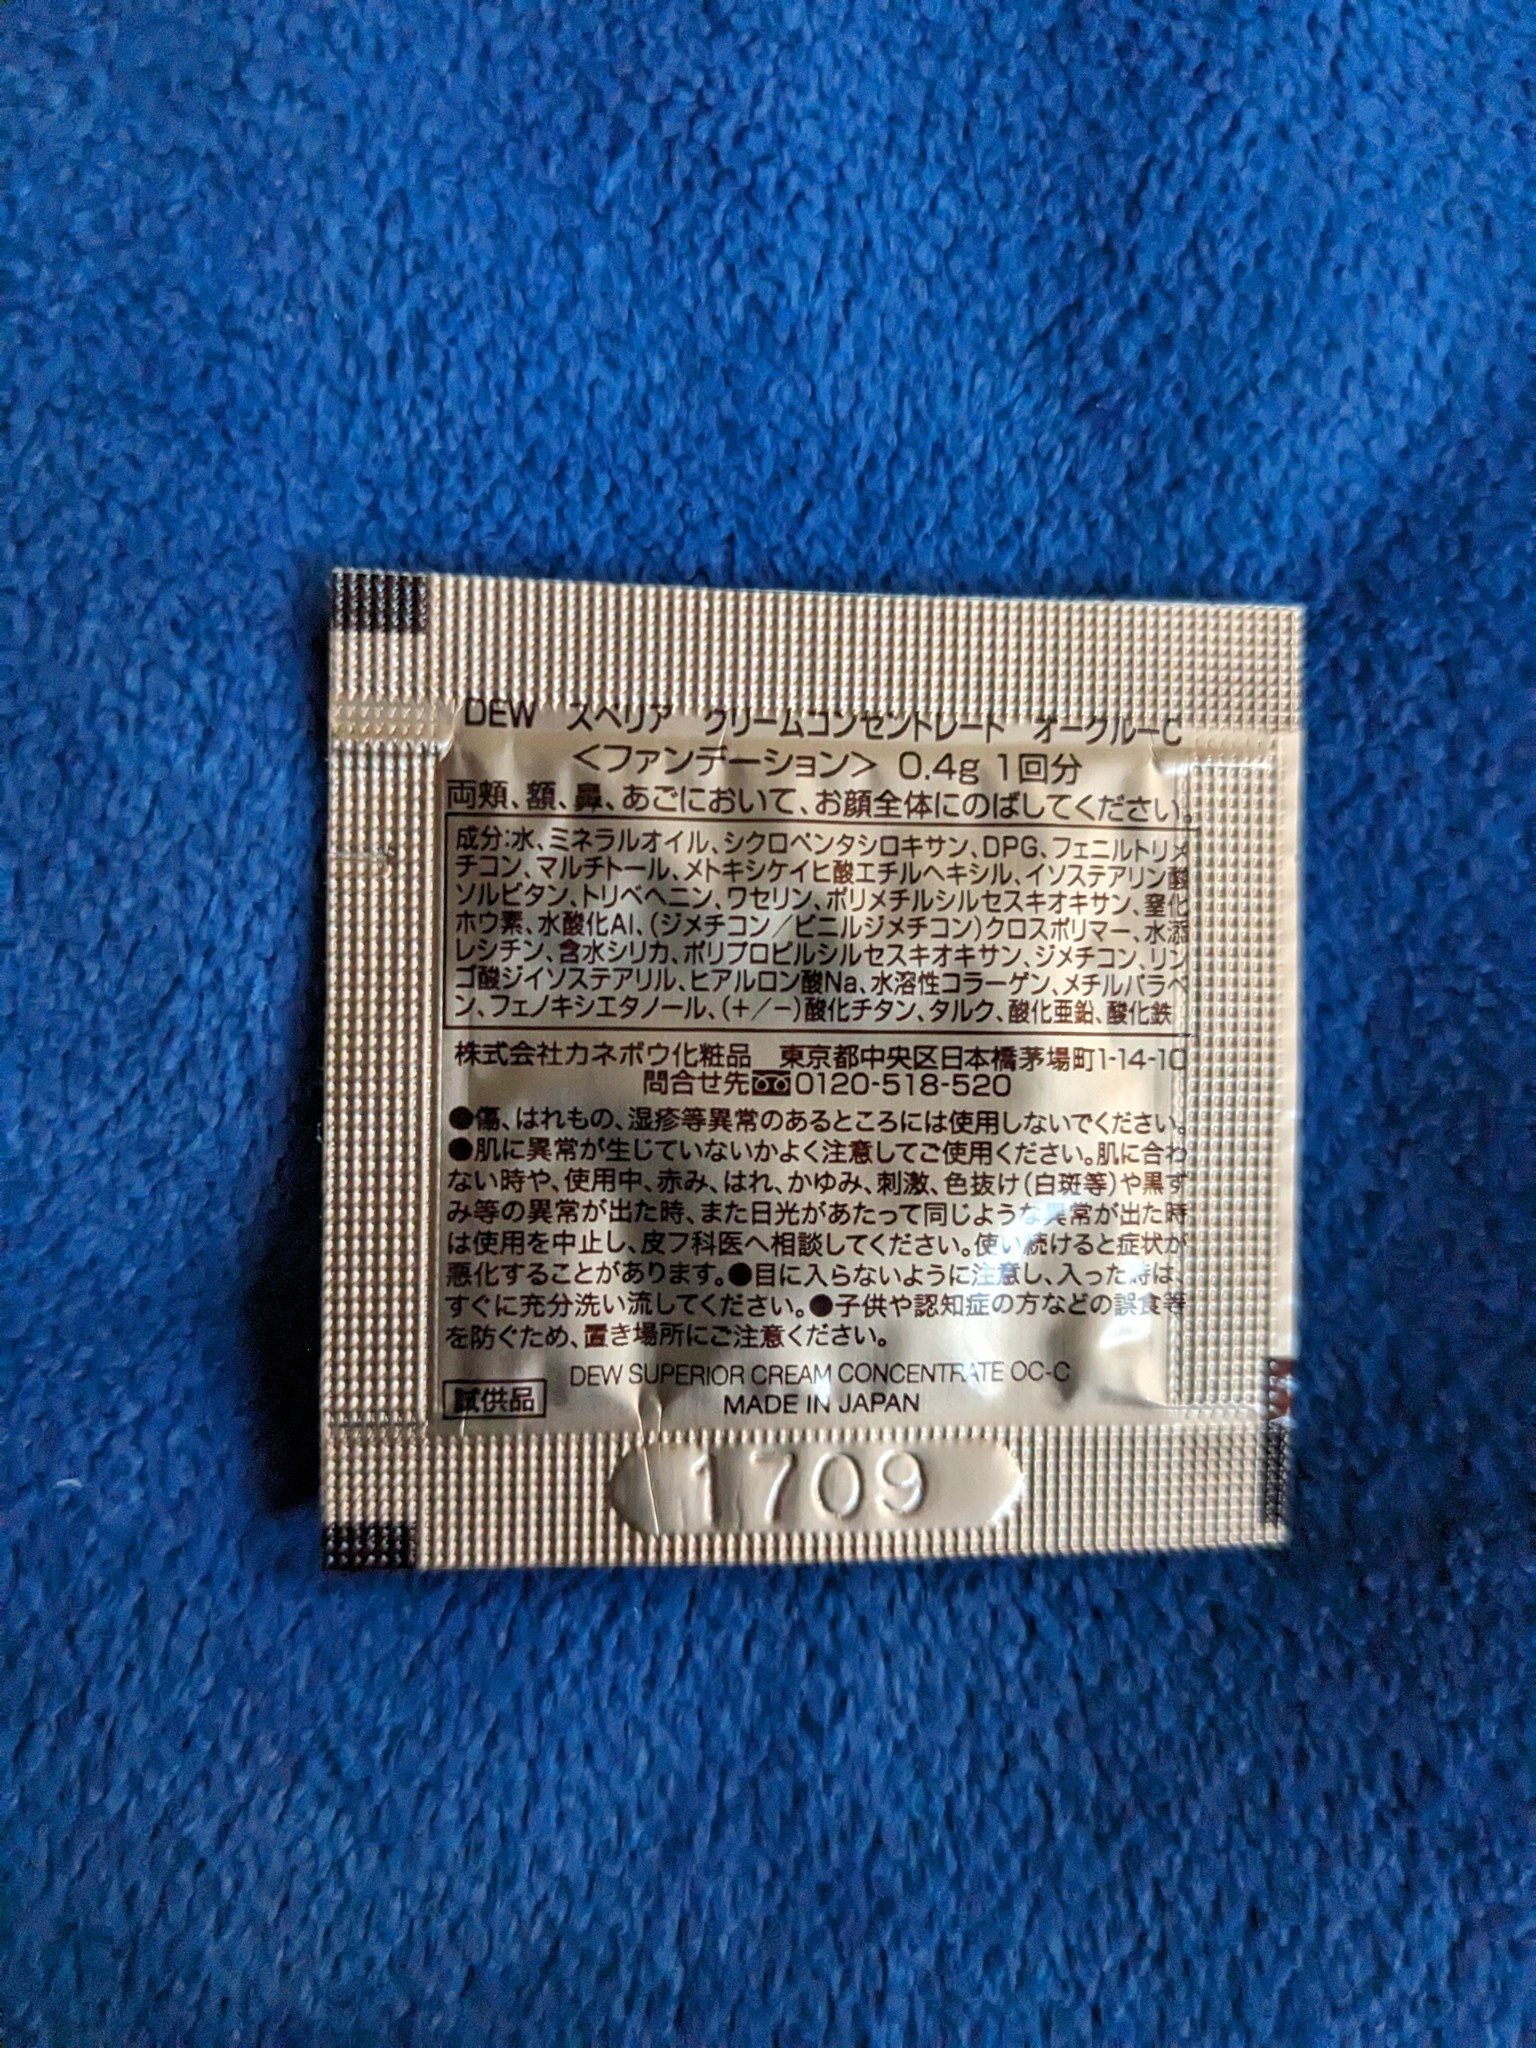 DEW スペリア クリームコンセントレート オークルーC
＜ファンデーション＞ 0.4g 1回分
両頬、額、鼻、あごにおいて、お顔全体にのばしてください。
成分：水、ミネラルオイル、シクロペンタシロキサン、DPG、フェニルトリメ
チコン、マルチトール、メトキシケイヒ酸エチルヘキシル、イソステアリン酸
ソルビタン、トリベヘニン、ワセリン、ポリメチルシルセスキオキサン、窒化
ホウ素、水酸化Al、(ジメチコン／ビニルジメチコン)クロスポリマー、水添
レシチン、含水シリカ、ポリプロピルシルセスキオキサン、ジメチコン、リン
ゴ酸ジイソステアリル、ヒアルロン酸Na、水溶性コラーゲン、メチルパラベ
ン、フェノキシエタノール、(+／−)酸化チタン、タルク、酸化亜鉛、酸化鉄
株式会社カネボウ化粧品 東京都中央区日本橋茅場町1-14-10
問合せ先 0120-518-520
●傷、はれもの、湿疹等異常のあるところには使用しないでください。
●肌に異常が生じていないかよく注意してご使用ください。肌に合わ
ない時や、使用中、赤み、はれ、かゆみ、刺激、色抜け(白斑等)や黒ず
み等の異常が出た時、また日光があたって同じような異常が出た時
は使用を中止し、皮フ科医へ相談してください。使い続けると症状が
悪化することがあります。●目に入らないように注意し、入った時は、
すぐに充分洗い流してください。●子供や認知症の方などの誤食等
を防ぐため、置き場所にご注意ください。
DEW SUPERIOR CREAM CONCENTRATE OC-C
試供品 MADE IN JAPAN
1709